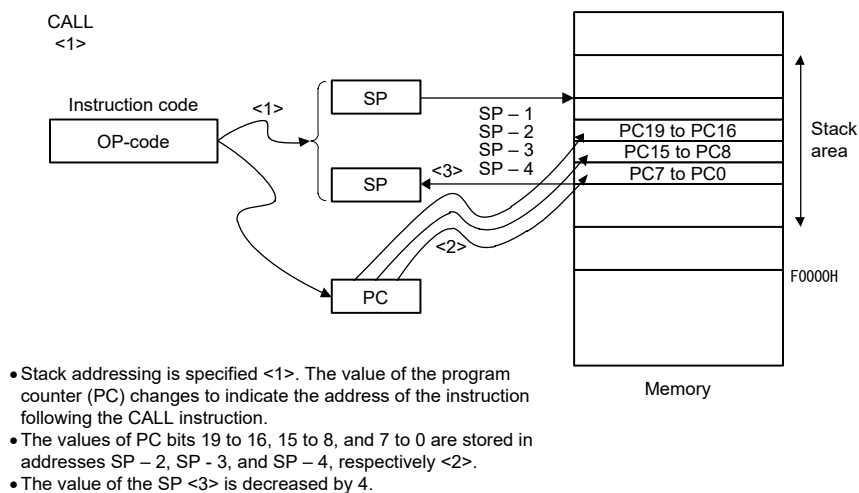 CALL
<1>
Instruction code
OP-code
<1>
SP
SP
<3>
SP – 1
SP – 2
SP – 3
SP – 4
PC19 to PC16
PC15 to PC8
PC7 to PC0
Stack
area
<2>
PC
F0000H
Memory
• Stack addressing is specified <1>. The value of the program
counter (PC) changes to indicate the address of the instruction
following the CALL instruction.
• The values of PC bits 19 to 16, 15 to 8, and 7 to 0 are stored in
addresses SP – 2, SP - 3, and SP – 4, respectively <2>.
• The value of the SP <3> is decreased by 4.